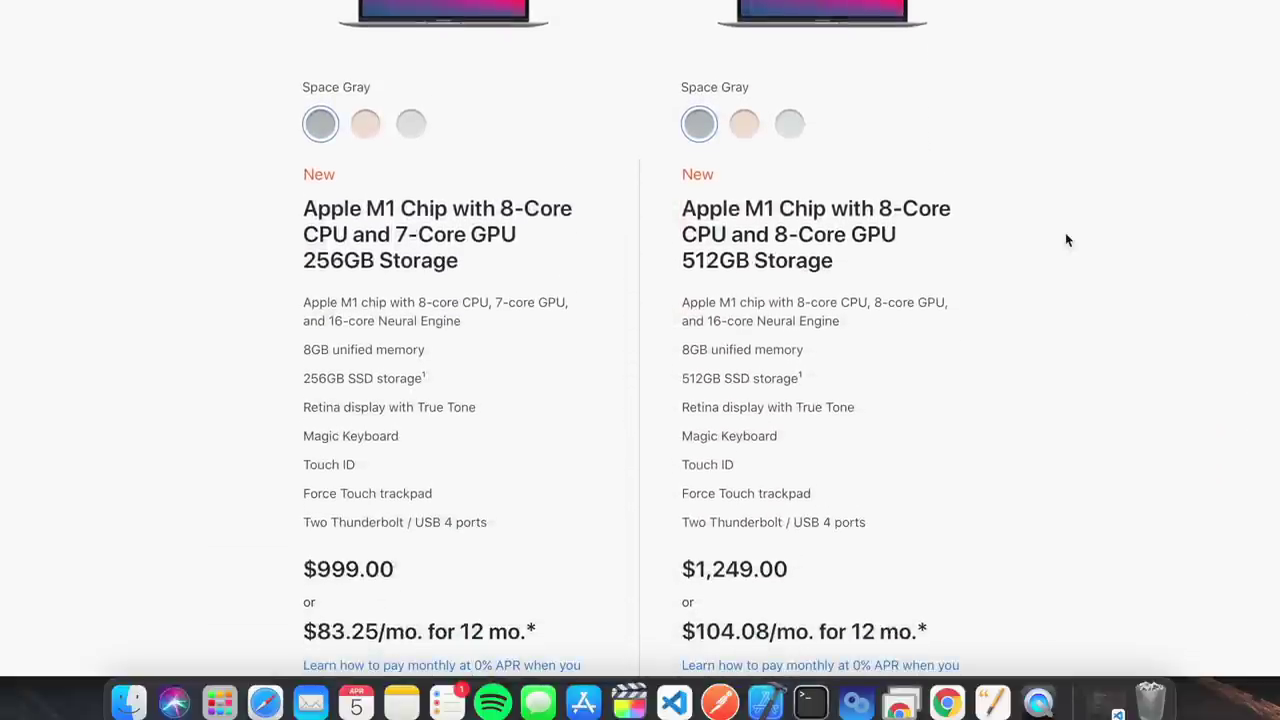 Space Gray
New
Apple M1 Chip with 8-Core
CPU and 7-Core GPU
256GB Storage
Apple M1 chip with 8-core CPU, 7-core GPU,
and 16-core Neural Engine
8GB unified memory
256GB SSD storage¹
Retina display with True Tone
Magic Keyboard
Touch ID
Force Touch trackpad
Two Thunderbolt / USB 4 ports
$999.00
or
$83.25/mo. for 12 mo.*
Learn how to pay monthly at 0% APR when you
Space Gray
New
Apple M1 Chip with 8-Core
CPU and 8-Core GPU
512GB Storage
Apple M1 chip with 8-core CPU, 8-core GPU,
and 16-core Neural Engine
8GB unified memory
512GB SSD storage¹
Retina display with True Tone
Magic Keyboard
Touch ID
Force Touch trackpad
Two Thunderbolt / USB 4 ports
$1,249.00
or
$104.08/mo. for 12 mo.*
Learn how to pay monthly at 0% APR when you
APR
5
1